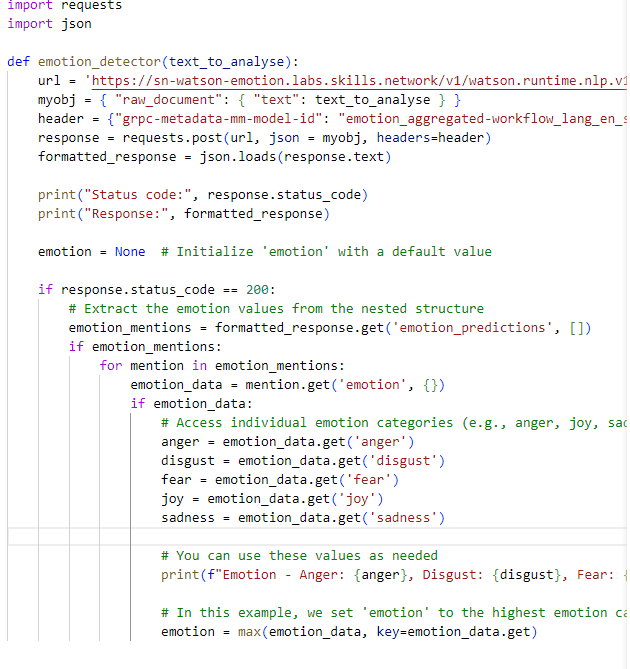 import requests
import json
def emotion_detector(text_to_analyse):
    url = 'https://sn-watson-emotion.labs.skills.network/v1/watson.runtime.nlp.v1
    myobj = { "raw_document": { "text": text_to_analyse } }
    header = {"grpc-metadata-mm-model-id": "emotion_aggregated-workflow_lang_en_s
    response = requests.post(url, json = myobj, headers=header)
    formatted_response = json.loads(response.text)
    print("Status code:", response.status_code)
    print("Response:", formatted_response)
    emotion = None  # Initialize 'emotion' with a default value
    if response.status_code == 200:
        # Extract the emotion values from the nested structure
        emotion_mentions = formatted_response.get('emotion_predictions', [])
        if emotion_mentions:
            for mention in emotion_mentions:
                emotion_data = mention.get('emotion', {})
                if emotion_data:
                    # Access individual emotion categories (e.g., anger, joy, sad
                    anger = emotion_data.get('anger')
                    disgust = emotion_data.get('disgust')
                    fear = emotion_data.get('fear')
                    joy = emotion_data.get('joy')
                    sadness = emotion_data.get('sadness')
                    # You can use these values as needed
                    print(f"Emotion - Anger: {anger}, Disgust: {disgust}, Fear: {
                    # In this example, we set 'emotion' to the highest emotion ca
                    emotion = max(emotion_data, key=emotion_data.get)